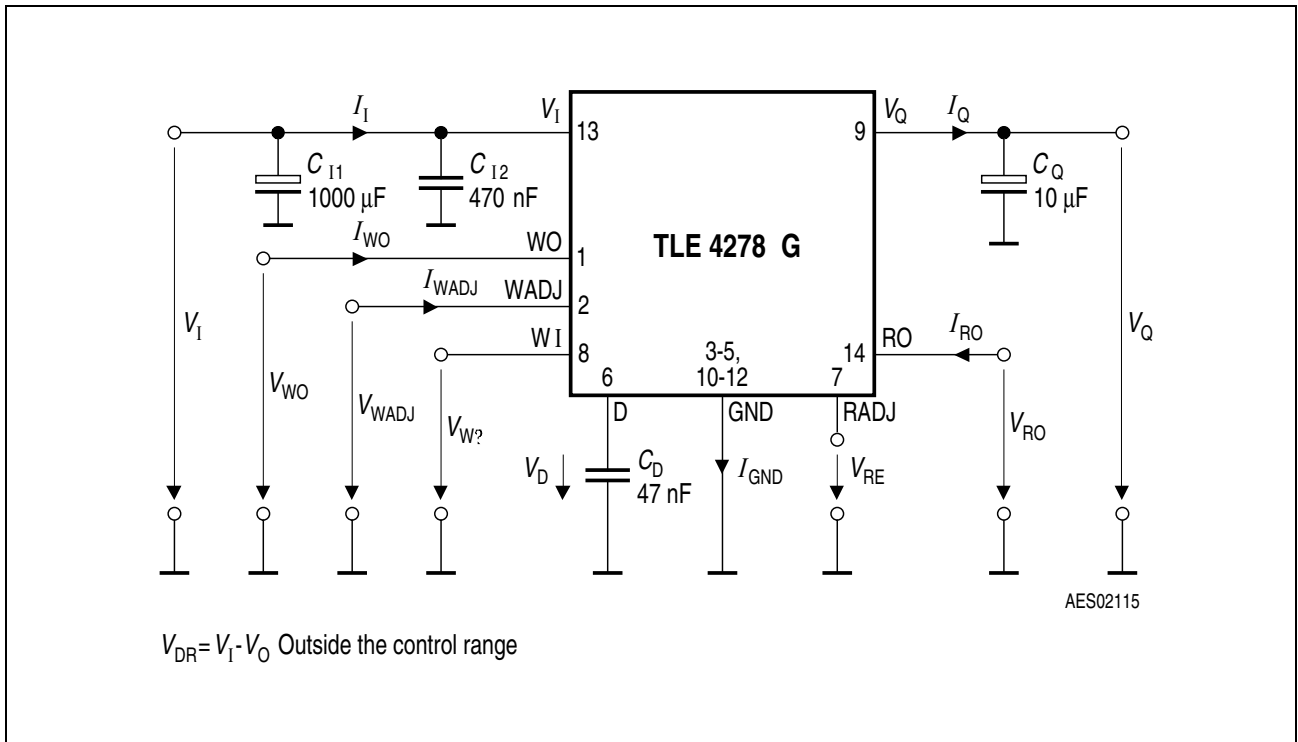 I_I
V_I
13
C_I1
1000 µF
C_I2
470 nF
V_Q
9
I_Q
C_Q
10 µF
TLE 4278 G
I_WO
WO
1
I_WADJ
WADJ
2
WI
8
V_I
V_WO
V_WADJ
V_W?
6
D
3-5,
10-12
GND
7
RADJ
14
RO
I_RO
V_RO
V_Q
V_D
C_D
47 nF
I_GND
V_RE
AES02115
V_DR= V_I-V_O Outside the control range